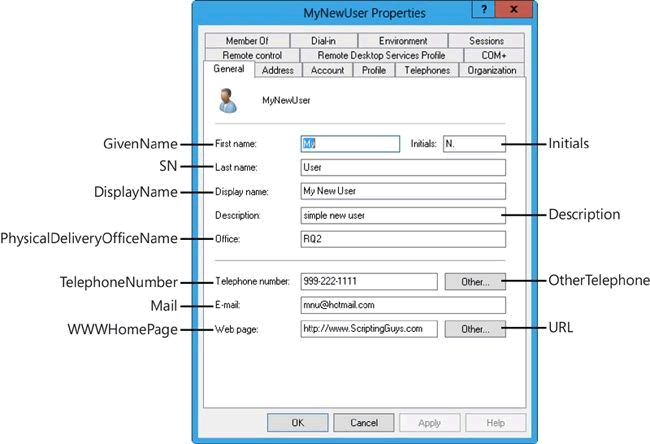 MyNewUser Properties
? X
Member Of Dial-in Environment Sessions
Remote control Remote Desktop Services Profile COM+
General Address Account Profile Telephones Organization
MyNewUser
GivenName First name: My Initials: N. Initials
SN Last name: User
DisplayName Display name: My New User
Description: simple new user Description
PhysicalDeliveryOfficeName Office: RQ2
TelephoneNumber Telephone number: 999-222-1111 Other... OtherTelephone
Mail E-mail: mnu@hotmail.com
WWWHomePage Web page: http://www.ScriptingGuys.com Other... URL
OK Cancel Apply Help